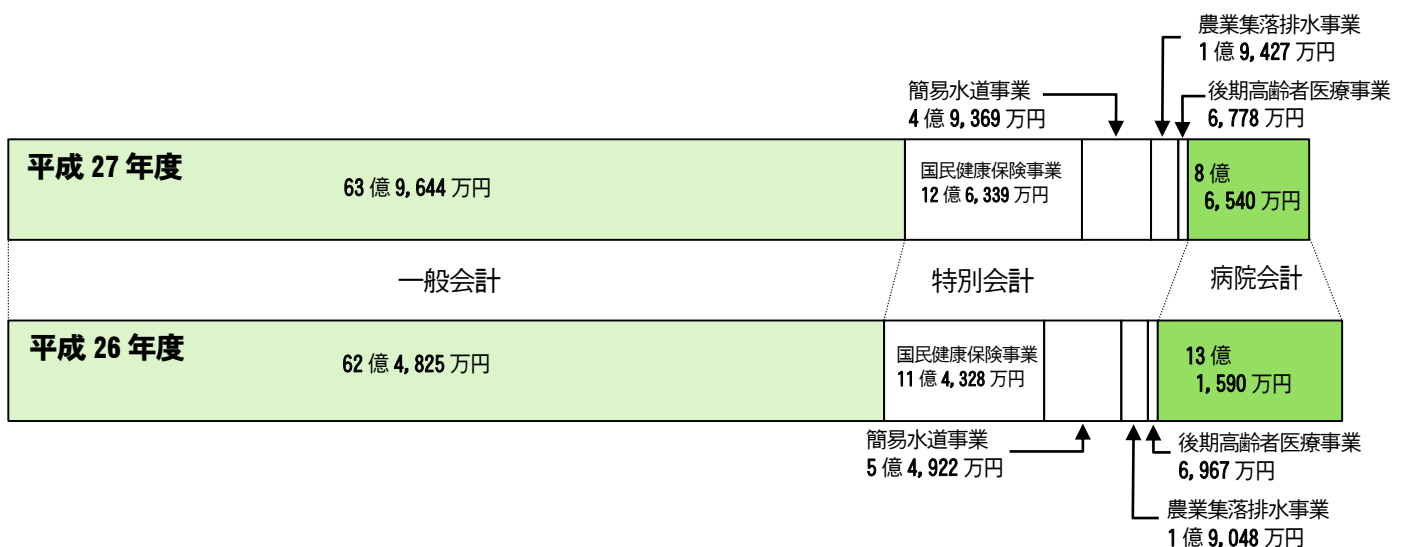 農業集落排水事業
1億9,427万円
簡易水道事業
4億9,369万円
後期高齢者医療事業
6,778万円
平成27年度
63億9,644万円
国民健康保険事業
12億6,339万円
8億
6,540万円
一般会計
特別会計
病院会計
平成26年度
62億4,825万円
国民健康保険事業
11億4,328万円
13億
1,590万円
簡易水道事業
5億4,922万円
後期高齢者医療事業
6,967万円
農業集落排水事業
1億9,048万円